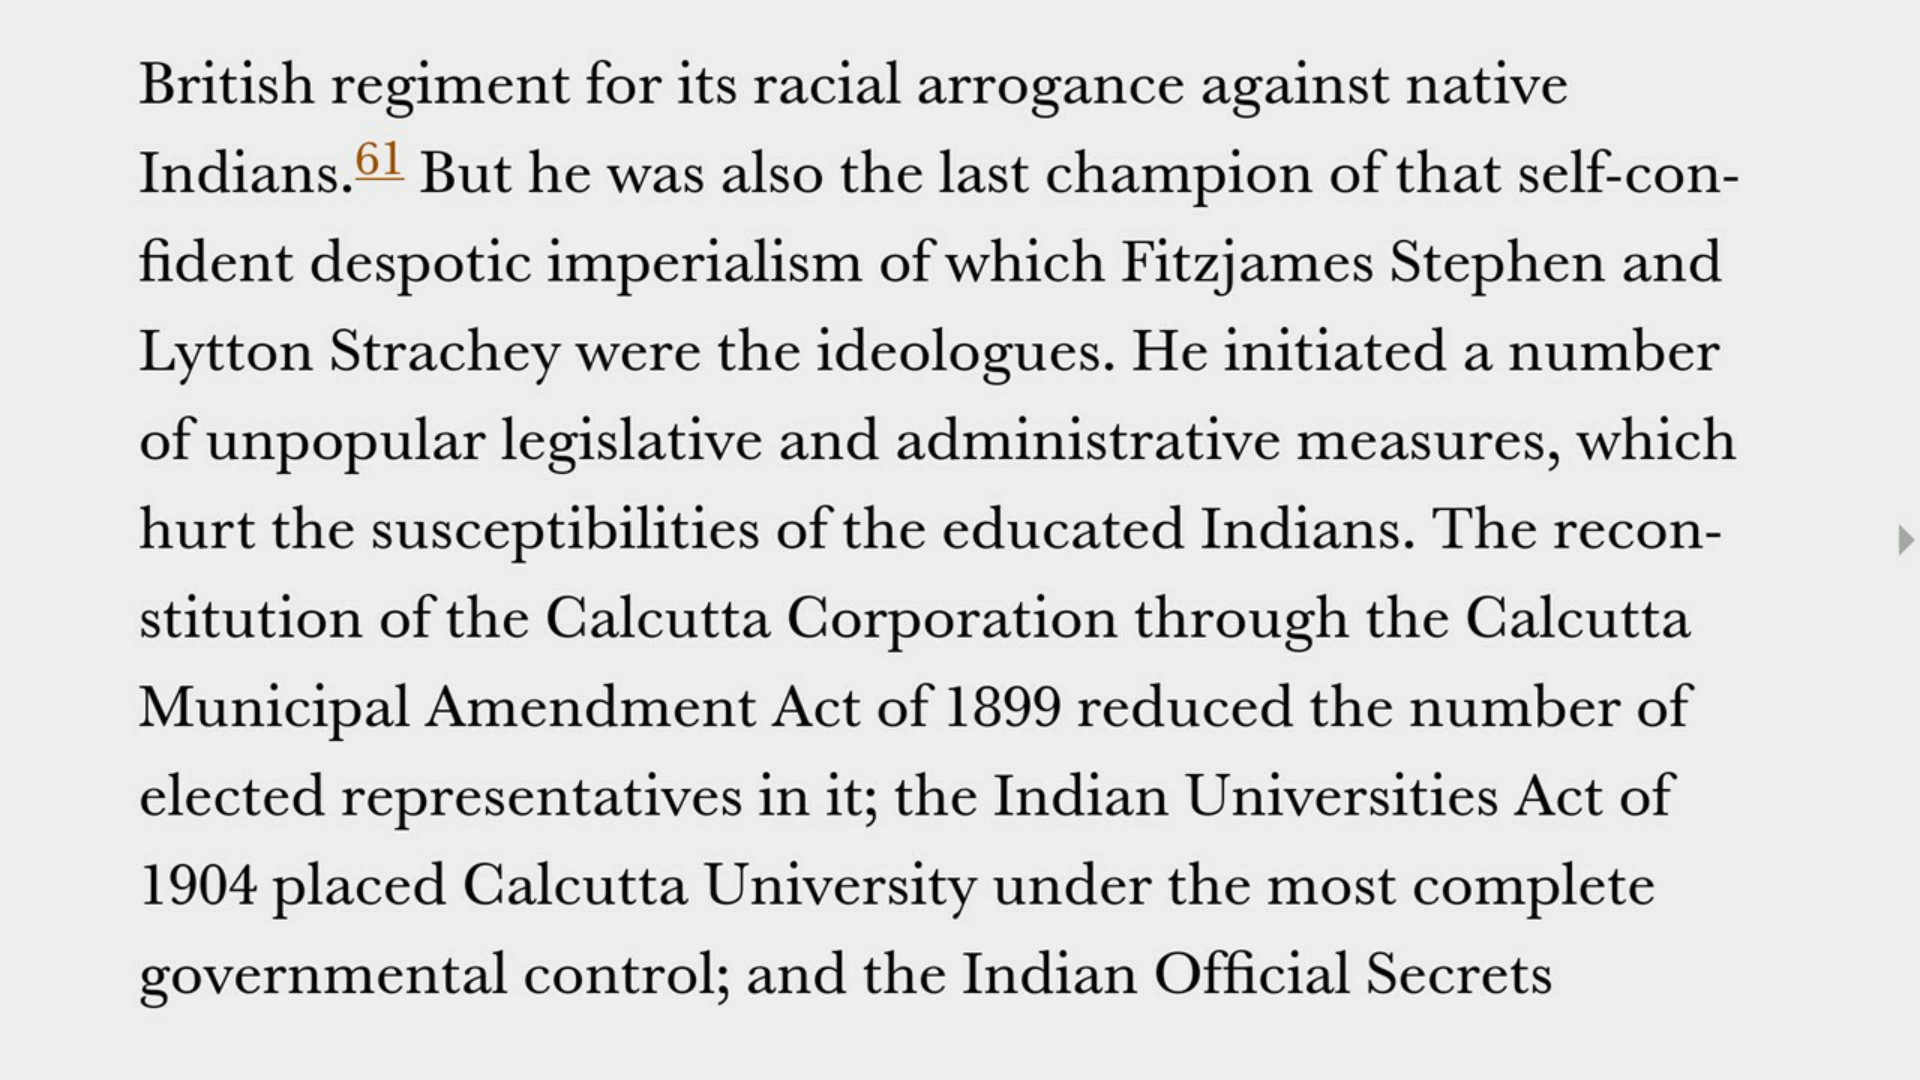 British regiment for its racial arrogance against native
Indians.61 But he was also the last champion of that self-con-
fident despotic imperialism of which Fitzjames Stephen and
Lytton Strachey were the ideologues. He initiated a number
of unpopular legislative and administrative measures, which
hurt the susceptibilities of the educated Indians. The recon-
stitution of the Calcutta Corporation through the Calcutta
Municipal Amendment Act of 1899 reduced the number of
elected representatives in it; the Indian Universities Act of
1904 placed Calcutta University under the most complete
governmental control; and the Indian Official Secrets